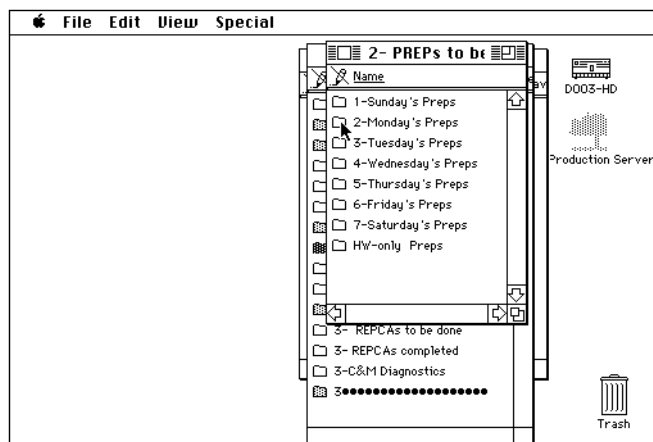 File Edit View Special
2- PREPs to be
Name
1-Sunday's Preps
2-Monday's Preps
3-Tuesday's Preps
4-Wednesday's Preps
5-Thursday's Preps
6-Friday's Preps
7-Saturday's Preps
HW-only Preps
3- REPCAs to be done
3- REPCAs completed
3-C&M Diagnostics
3●●●●●●●●●●●●●●●●●●●
D003-HD
Production Server
Trash